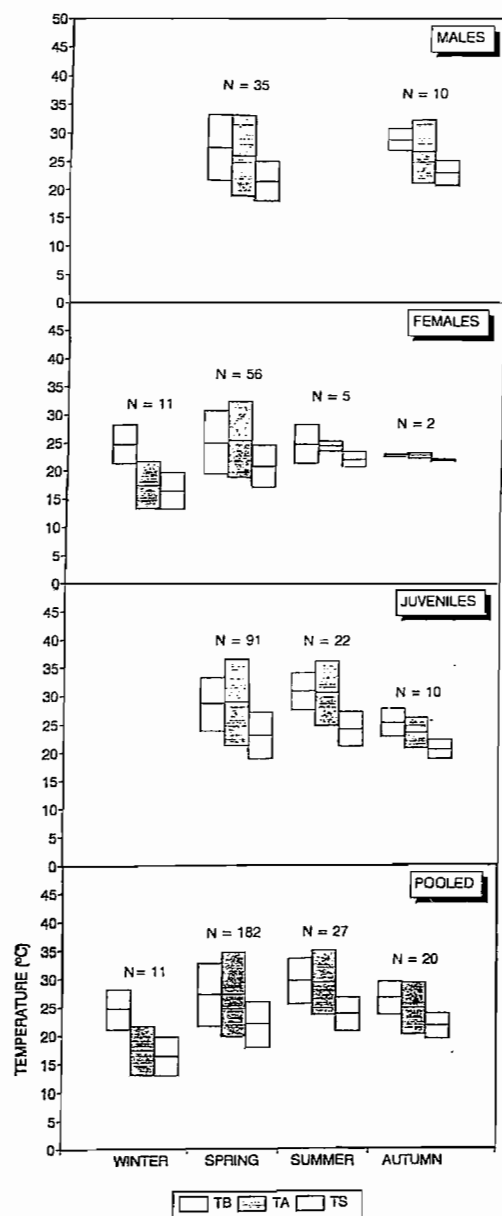 50
MALES
45
40
N = 35
N = 10
35
30
25
20
15
10
5
0
FEMALES
45
40
N = 56
N = 5
35
N = 11
N = 2
30
25
20
15
10
5
0
JUVENILES
45
N = 91
N = 22
40
35
N = 10
30
25
20
15
10
5
0
POOLED
45
40
N = 182
N = 27
35
N = 11
N = 20
30
25
20
15
10
5
0
TEMPERATURE (ºC)
WINTER SPRING SUMMER AUTUMN
TB TA TS